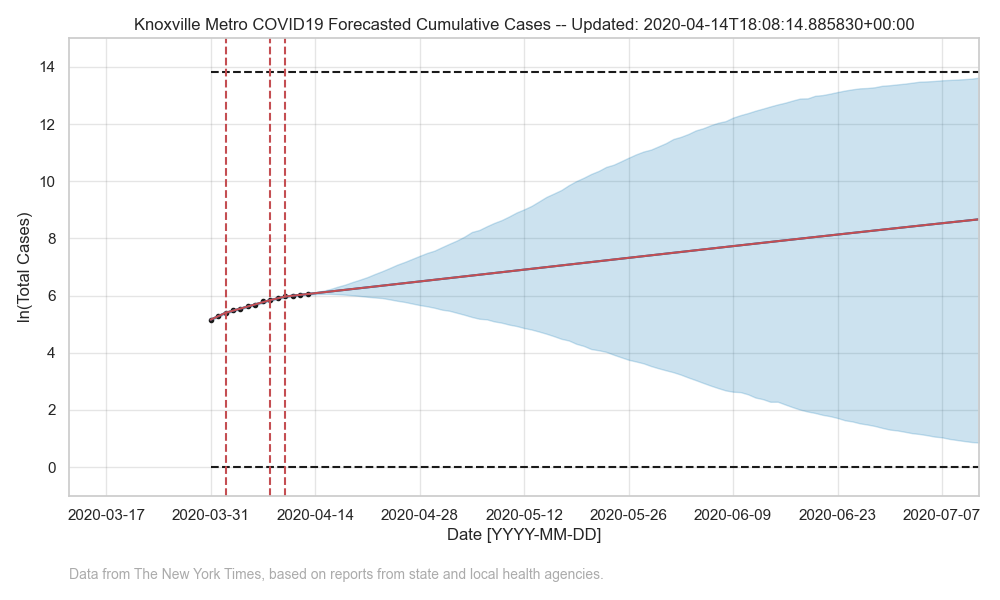 Knoxville Metro COVID19 Forecasted Cumulative Cases -- Updated: 2020-04-14T18:08:14.885830+00:00
ln(Total Cases)
14
12
10
8
6
4
2
0
2020-03-17 2020-03-31 2020-04-14 2020-04-28 2020-05-12 2020-05-26 2020-06-09 2020-06-23 2020-07-07
Date [YYYY-MM-DD]
Data from The New York Times, based on reports from state and local health agencies.